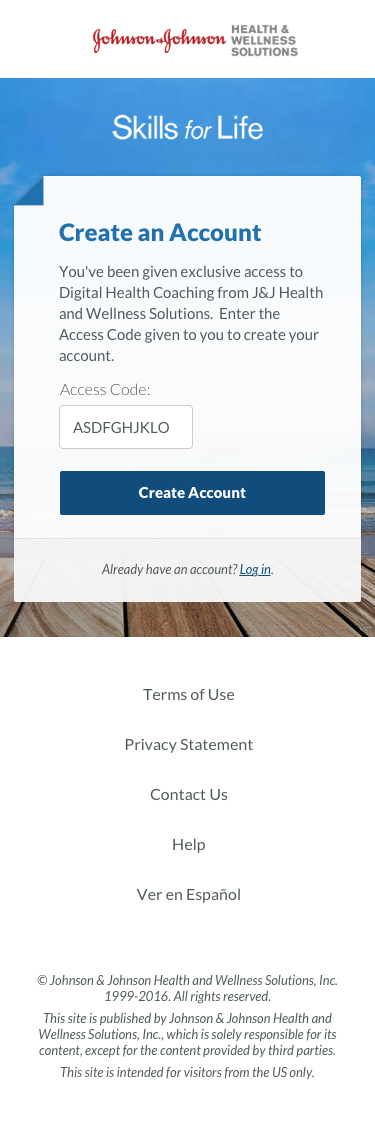 Johnson & Johnson HEALTH &
WELLNESS
SOLUTIONS
Skills for Life
Create an Account
You've been given exclusive access to
Digital Health Coaching from J&J Health
and Wellness Solutions.  Enter the
Access Code given to you to create your
account.
Access Code:
ASDFGHJKLO
Create Account
Already have an account? Log in.
Terms of Use
Privacy Statement
Contact Us
Help
Ver en Español
© Johnson & Johnson Health and Wellness Solutions, Inc.
1999-2016. All rights reserved.
This site is published by Johnson & Johnson Health and
Wellness Solutions, Inc., which is solely responsible for its
content, except for the content provided by third parties.
This site is intended for visitors from the US only.